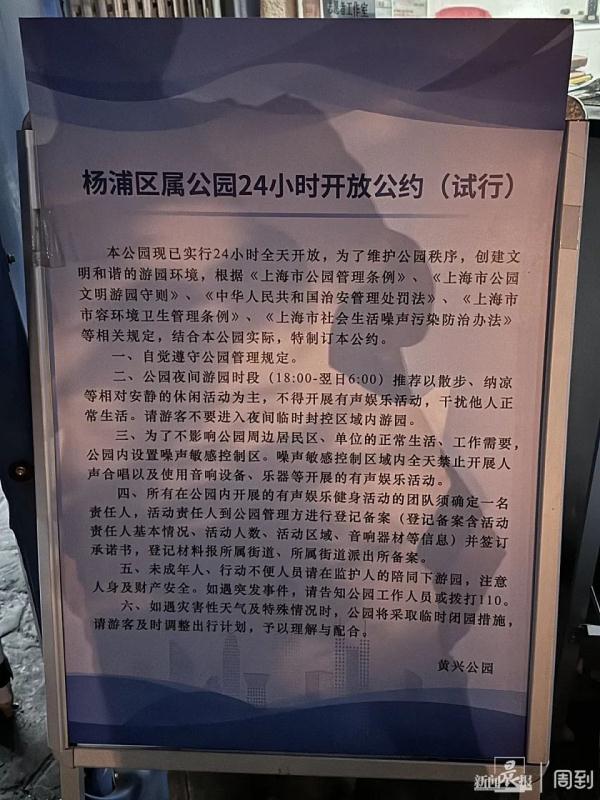 杨浦区属公园24小时开放公约（试行）
本公园现已实行24小时全天开放，为了维护公园秩序，创建文
明和谐的游园环境，根据《上海市公园管理条例》、《上海市公园
文明游园守则》、《中华人民共和国治安管理处罚法》、《上海市
市容环境卫生管理条例》、《上海市社会生活噪声污染防治办法》
等相关规定，结合本公园实际，特制订本公约。
一、自觉遵守公园管理规定。
二、公园夜间游园时段（18:00-翌日6:00）推荐以散步、纳凉
等相对安静的休闲活动为主，不得开展有声娱乐活动，干扰他人正
常生活。请游客不要进入夜间临时封控区域内游园。
三、为了不影响公园周边居民区、单位的正常生活、工作需要，
公园内设置噪声敏感控制区。噪声敏感控制区域内全天禁止开展人
声合唱以及使用音响设备、乐器等开展的有声娱乐活动。
四、所有在公园内开展的有声娱乐健身活动的团队须确定一名
责任人，活动责任人到公园管理方进行登记备案（登记备案含活动
责任人基本情况、活动人数、活动区域、音响器材等信息）并签订
承诺书，登记材料报所属街道、所属街道派出所备案。
五、未成年人、行动不便人员请在监护人的陪同下游园，注意
人身及财产安全。如遇突发事件，请告知公园工作人员或拨打110。
六、如遇灾害性天气及特殊情况时，公园将采取临时闭园措施，
请游客及时调整出行计划，予以理解与配合。
黄兴公园
新闻晨报 周到